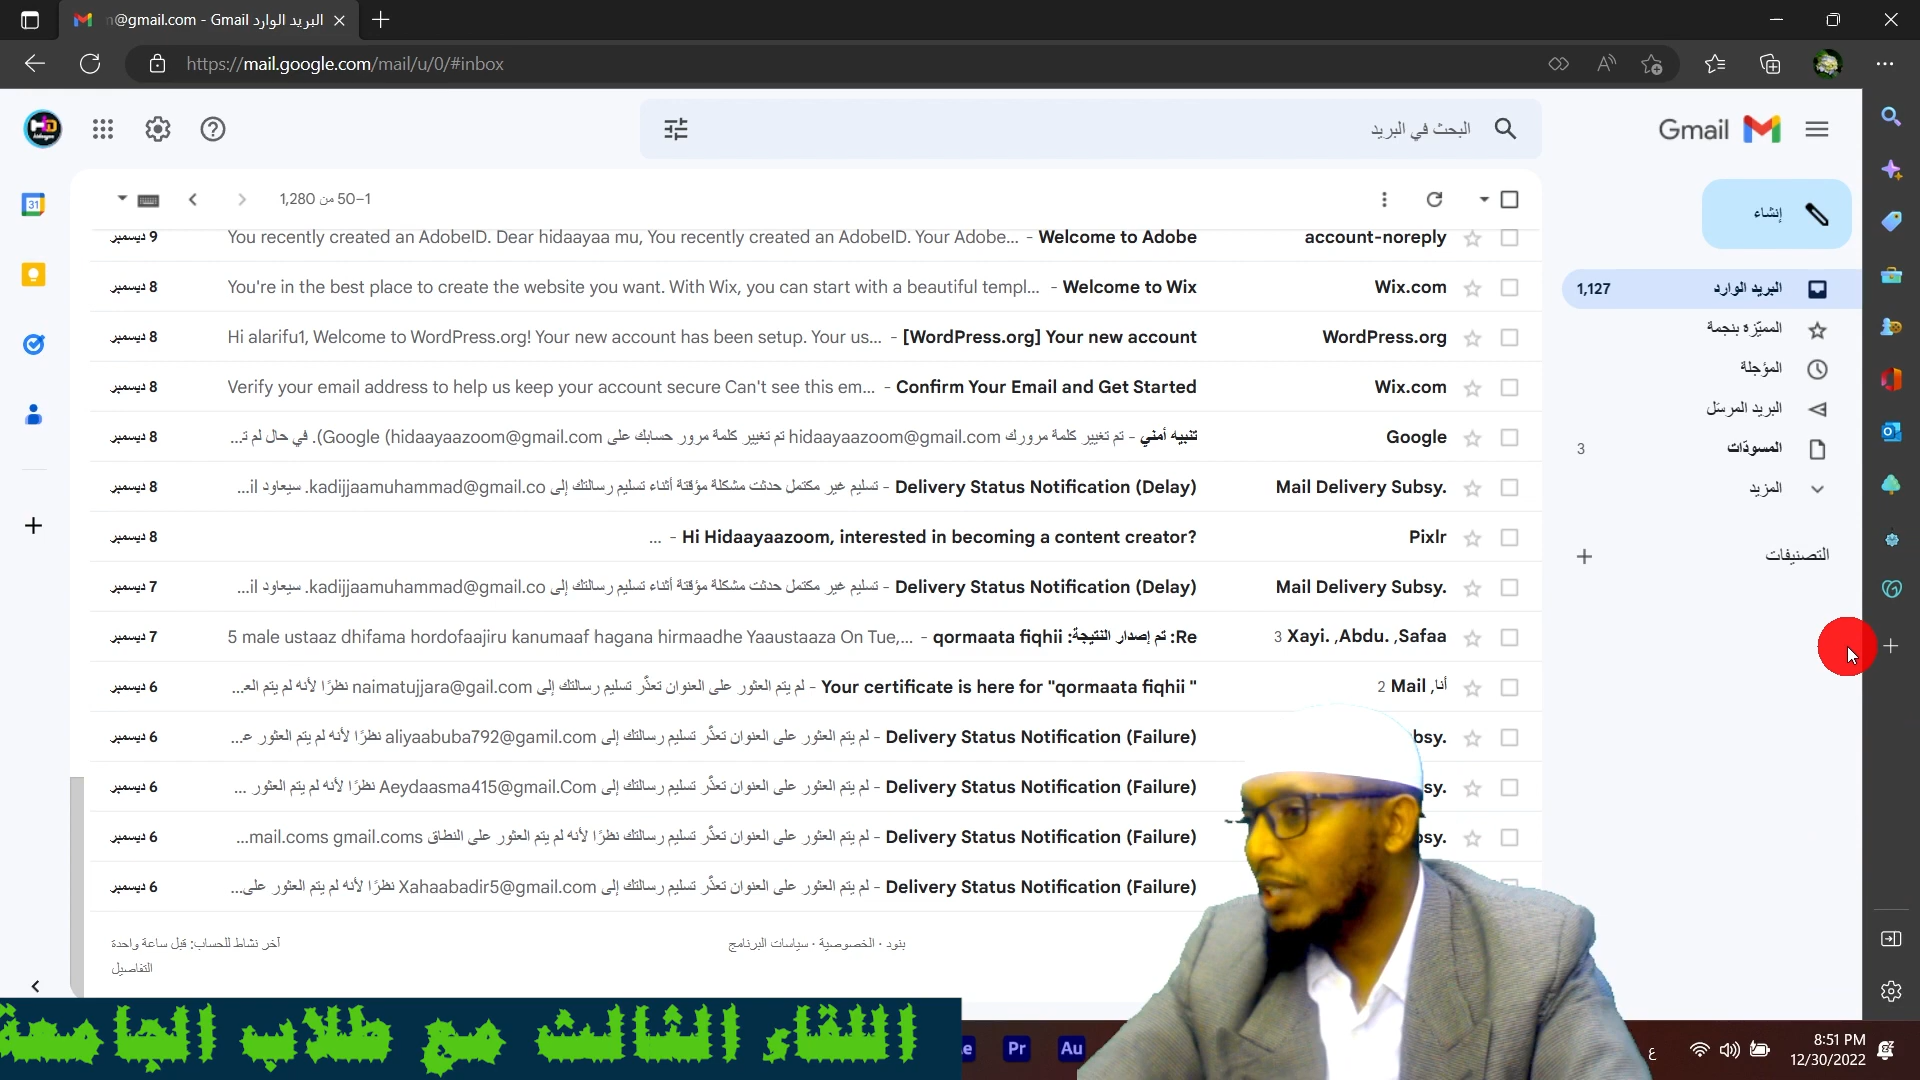 m@gmail.com - Gmail البريد الوارد
https://mail.google.com/mail/u/0/#inbox
البحث في البريد
Gmail
1–50 من 1,280
إنشاء
البريد الوارد 1,127
المميّزة بنجمة
المؤجلة
البريد المرسَل
المسودّات 3
المزيد
التصنيفات
account-noreply Welcome to Adobe - You recently created an AdobeID. Dear hidaayaa mu, You recently created an AdobeID. Your Adobe... 9 ديسمبر
Wix.com Welcome to Wix - You're in the best place to create the website you want. With Wix, you can start with a beautiful templ... 8 ديسمبر
WordPress.org [WordPress.org] Your new account - Hi alarifu1, Welcome to WordPress.org! Your new account has been setup. Your us... 8 ديسمبر
Wix.com Confirm Your Email and Get Started - Verify your email address to help us keep your account secure Can't see this em... 8 ديسمبر
Google تنبيه أمني - تم تغيير كلمة مرورك hidaayaazoom@gmail.com تم تغيير كلمة مرور حسابك على Google (hidaayaazoom@gmail.com). في حال لم تـ... 8 ديسمبر
Mail Delivery Subsy. Delivery Status Notification (Delay) - تسليم غير مكتمل حدثت مشكلة مؤقتة أثناء تسليم رسالتك إلى kadijjaamuhammad@gmail.co. سيعاود il... 8 ديسمبر
Pixlr Hi Hidaayaazoom, interested in becoming a content creator? - ... 8 ديسمبر
Mail Delivery Subsy. Delivery Status Notification (Delay) - تسليم غير مكتمل حدثت مشكلة مؤقتة أثناء تسليم رسالتك إلى kadijjaamuhammad@gmail.co. سيعاود il... 7 ديسمبر
Xayi. ,Abdu. ,Safaa 3 Re: تم إصدار النتيجة: qormaata fiqhii - 5 male ustaaz dhifama hordofaajiru kanumaaf hagana hirmaadhe Yaaustaaza On Tue,... 7 ديسمبر
أنا, Mail 2 Your certificate is here for "qormaata fiqhii " - لم يتم العثور على العنوان تعذّر تسليم رسالتك إلى naimatujjara@gail.com نظرًا لأنه لم يتم العـ... 6 ديسمبر
bsy. Delivery Status Notification (Failure) - لم يتم العثور على العنوان تعذّر تسليم رسالتك إلى aliyaabuba792@gamil.com نظرًا لأنه لم يتم العثور عـ... 6 ديسمبر
sy. Delivery Status Notification (Failure) - لم يتم العثور على العنوان تعذّر تسليم رسالتك إلى Aeydaasma415@gmail.Com نظرًا لأنه لم يتم العثور ... 6 ديسمبر
bsy. Delivery Status Notification (Failure) - لم يتم العثور على العنوان تعذّر تسليم رسالتك نظرًا لأنه لم يتم العثور على النطاق mail.coms gmail.coms... 6 ديسمبر
Delivery Status Notification (Failure) - لم يتم العثور على العنوان تعذّر تسليم رسالتك إلى Xahaabadir5@gmail.com نظرًا لأنه لم يتم العثور على... 6 ديسمبر
بنود · الخصوصية · سياسات البرنامج
آخر نشاط للحساب: قبل ساعة واحدة
التفاصيل
اللقاء الثالث مع طلاب الجامعة
e Pr Au
ع
8:51 PM
12/30/2022